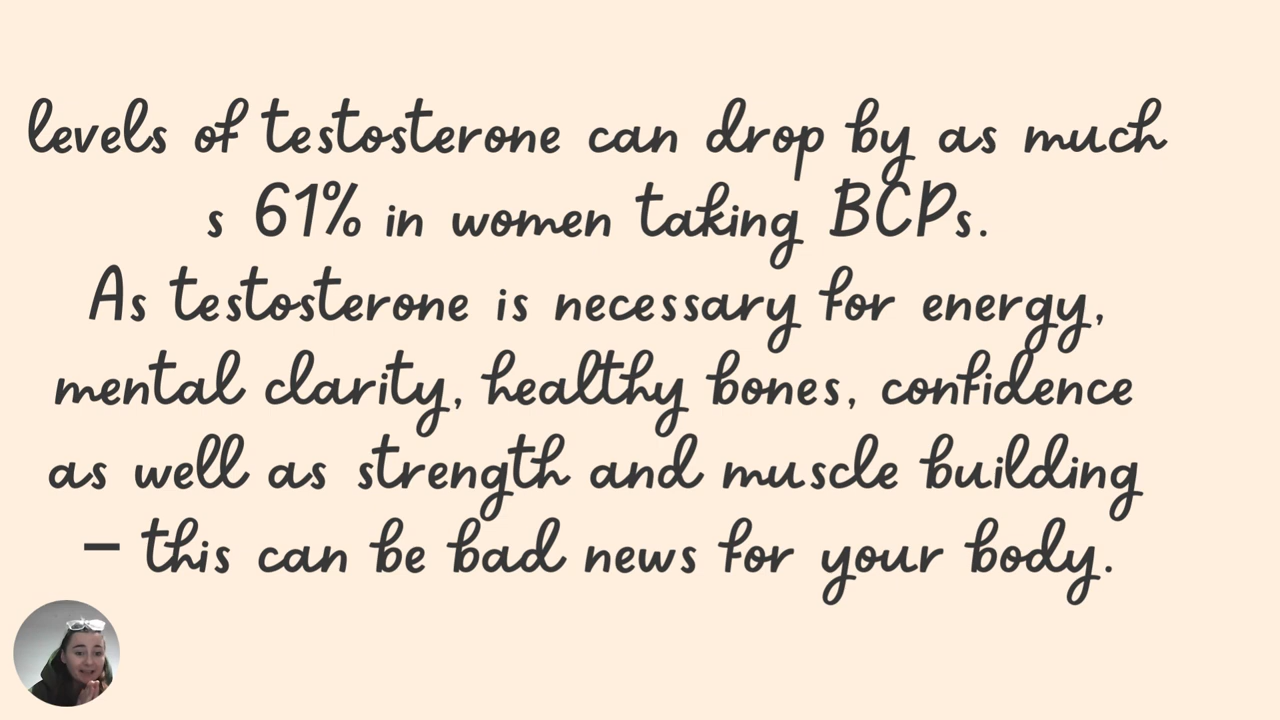 levels of testosterone can drop by as much
s 61% in women taking BCPs.
As testosterone is necessary for energy,
mental clarity, healthy bones, confidence
as well as strength and muscle building
– this can be bad news for your body.